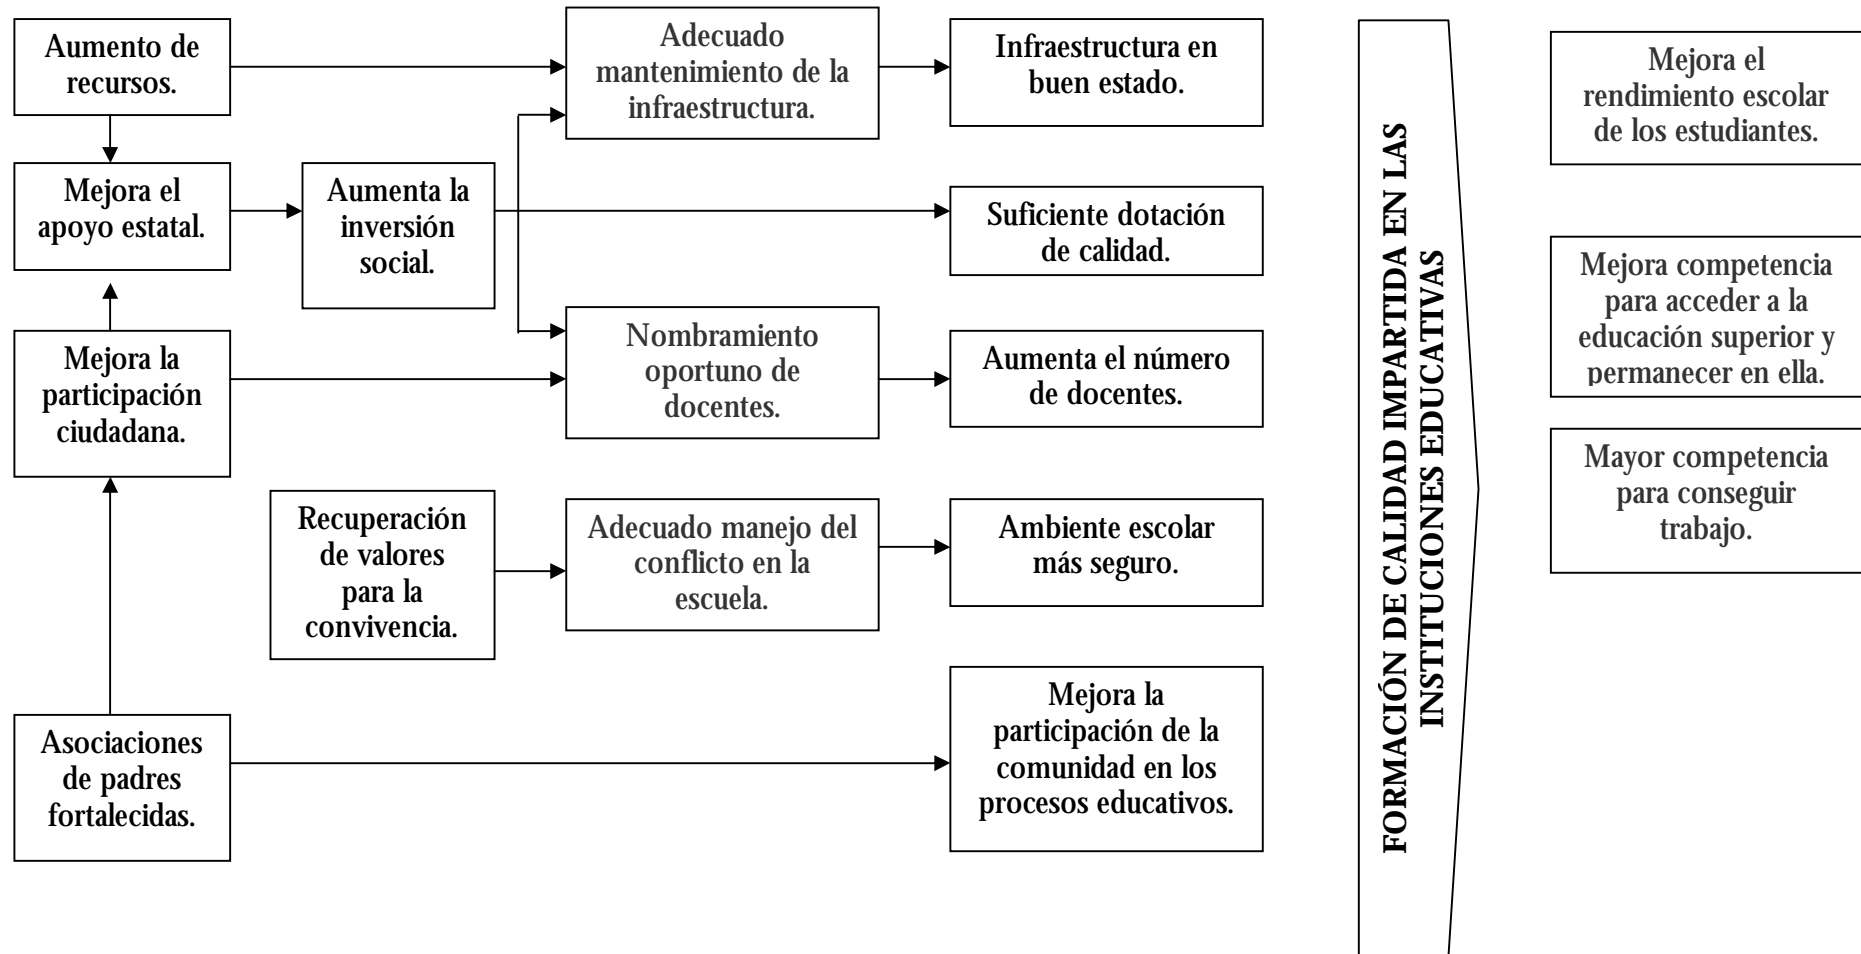 Aumento de
recursos.
Adecuado
mantenimiento de la
infraestructura.
Infraestructura en
buen estado.
Mejora el
apoyo estatal.
Aumenta la
inversión
social.
Suficiente dotación
de calidad.
Mejora la
participación
ciudadana.
Nombramiento
oportuno de
docentes.
Aumenta el número
de docentes.
Recuperación
de valores
para la
convivencia.
Adecuado manejo del
conflicto en la
escuela.
Ambiente escolar
más seguro.
Asociaciones
de padres
fortalecidas.
Mejora la
participación de la
comunidad en los
procesos educativos.
FORMACIÓN DE CALIDAD IMPARTIDA EN LAS
INSTITUCIONES EDUCATIVAS
Mejora el
rendimiento escolar
de los estudiantes.
Mejora competencia
para acceder a la
educación superior y
permanecer en ella.
Mayor competencia
para conseguir
trabajo.